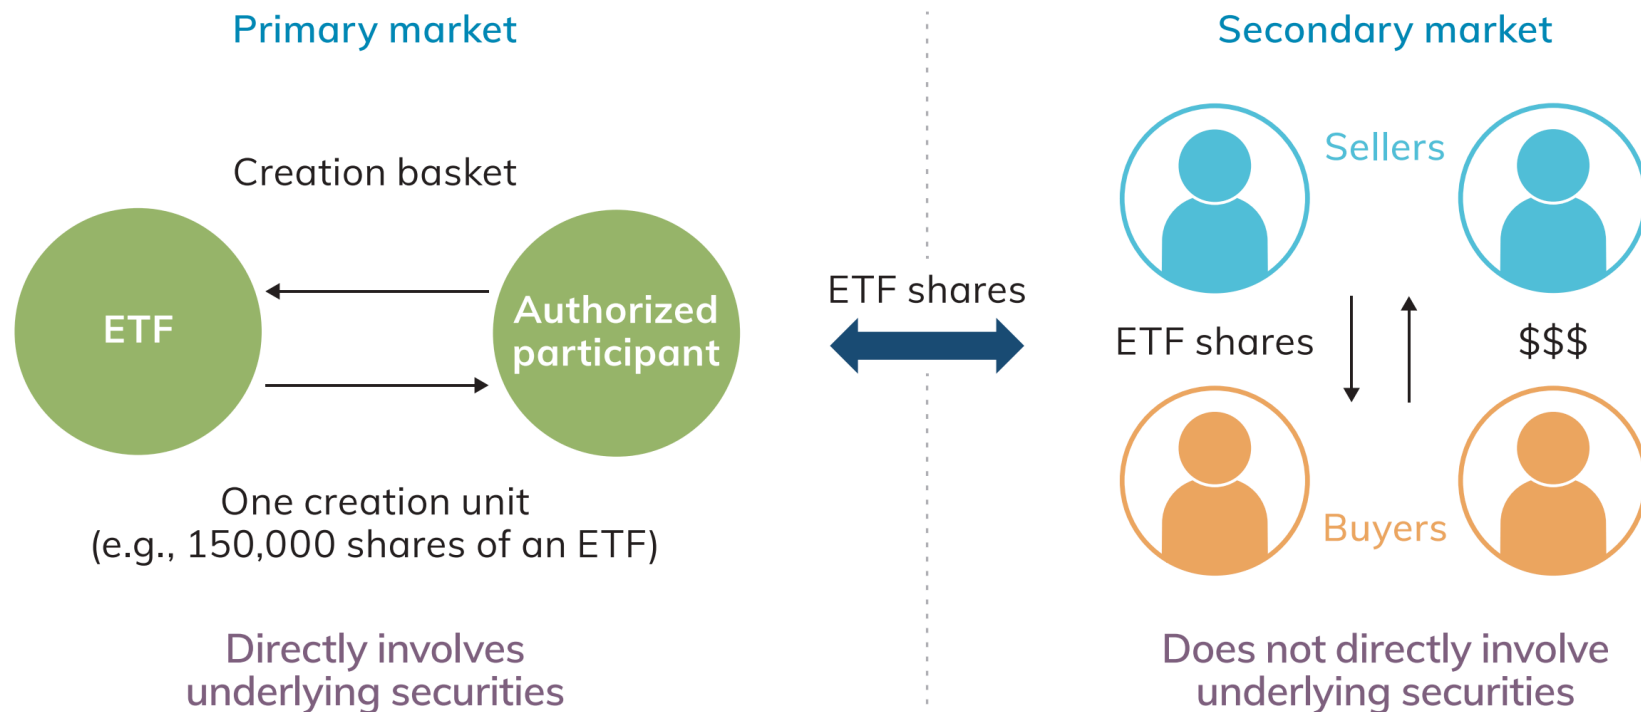 Primary market
Creation basket
ETF
Authorized
participant
One creation unit
(e.g., 150,000 shares of an ETF)
Directly involves
underlying securities
ETF shares
Secondary market
Sellers
ETF shares
$$$
Buyers
Does not directly involve
underlying securities